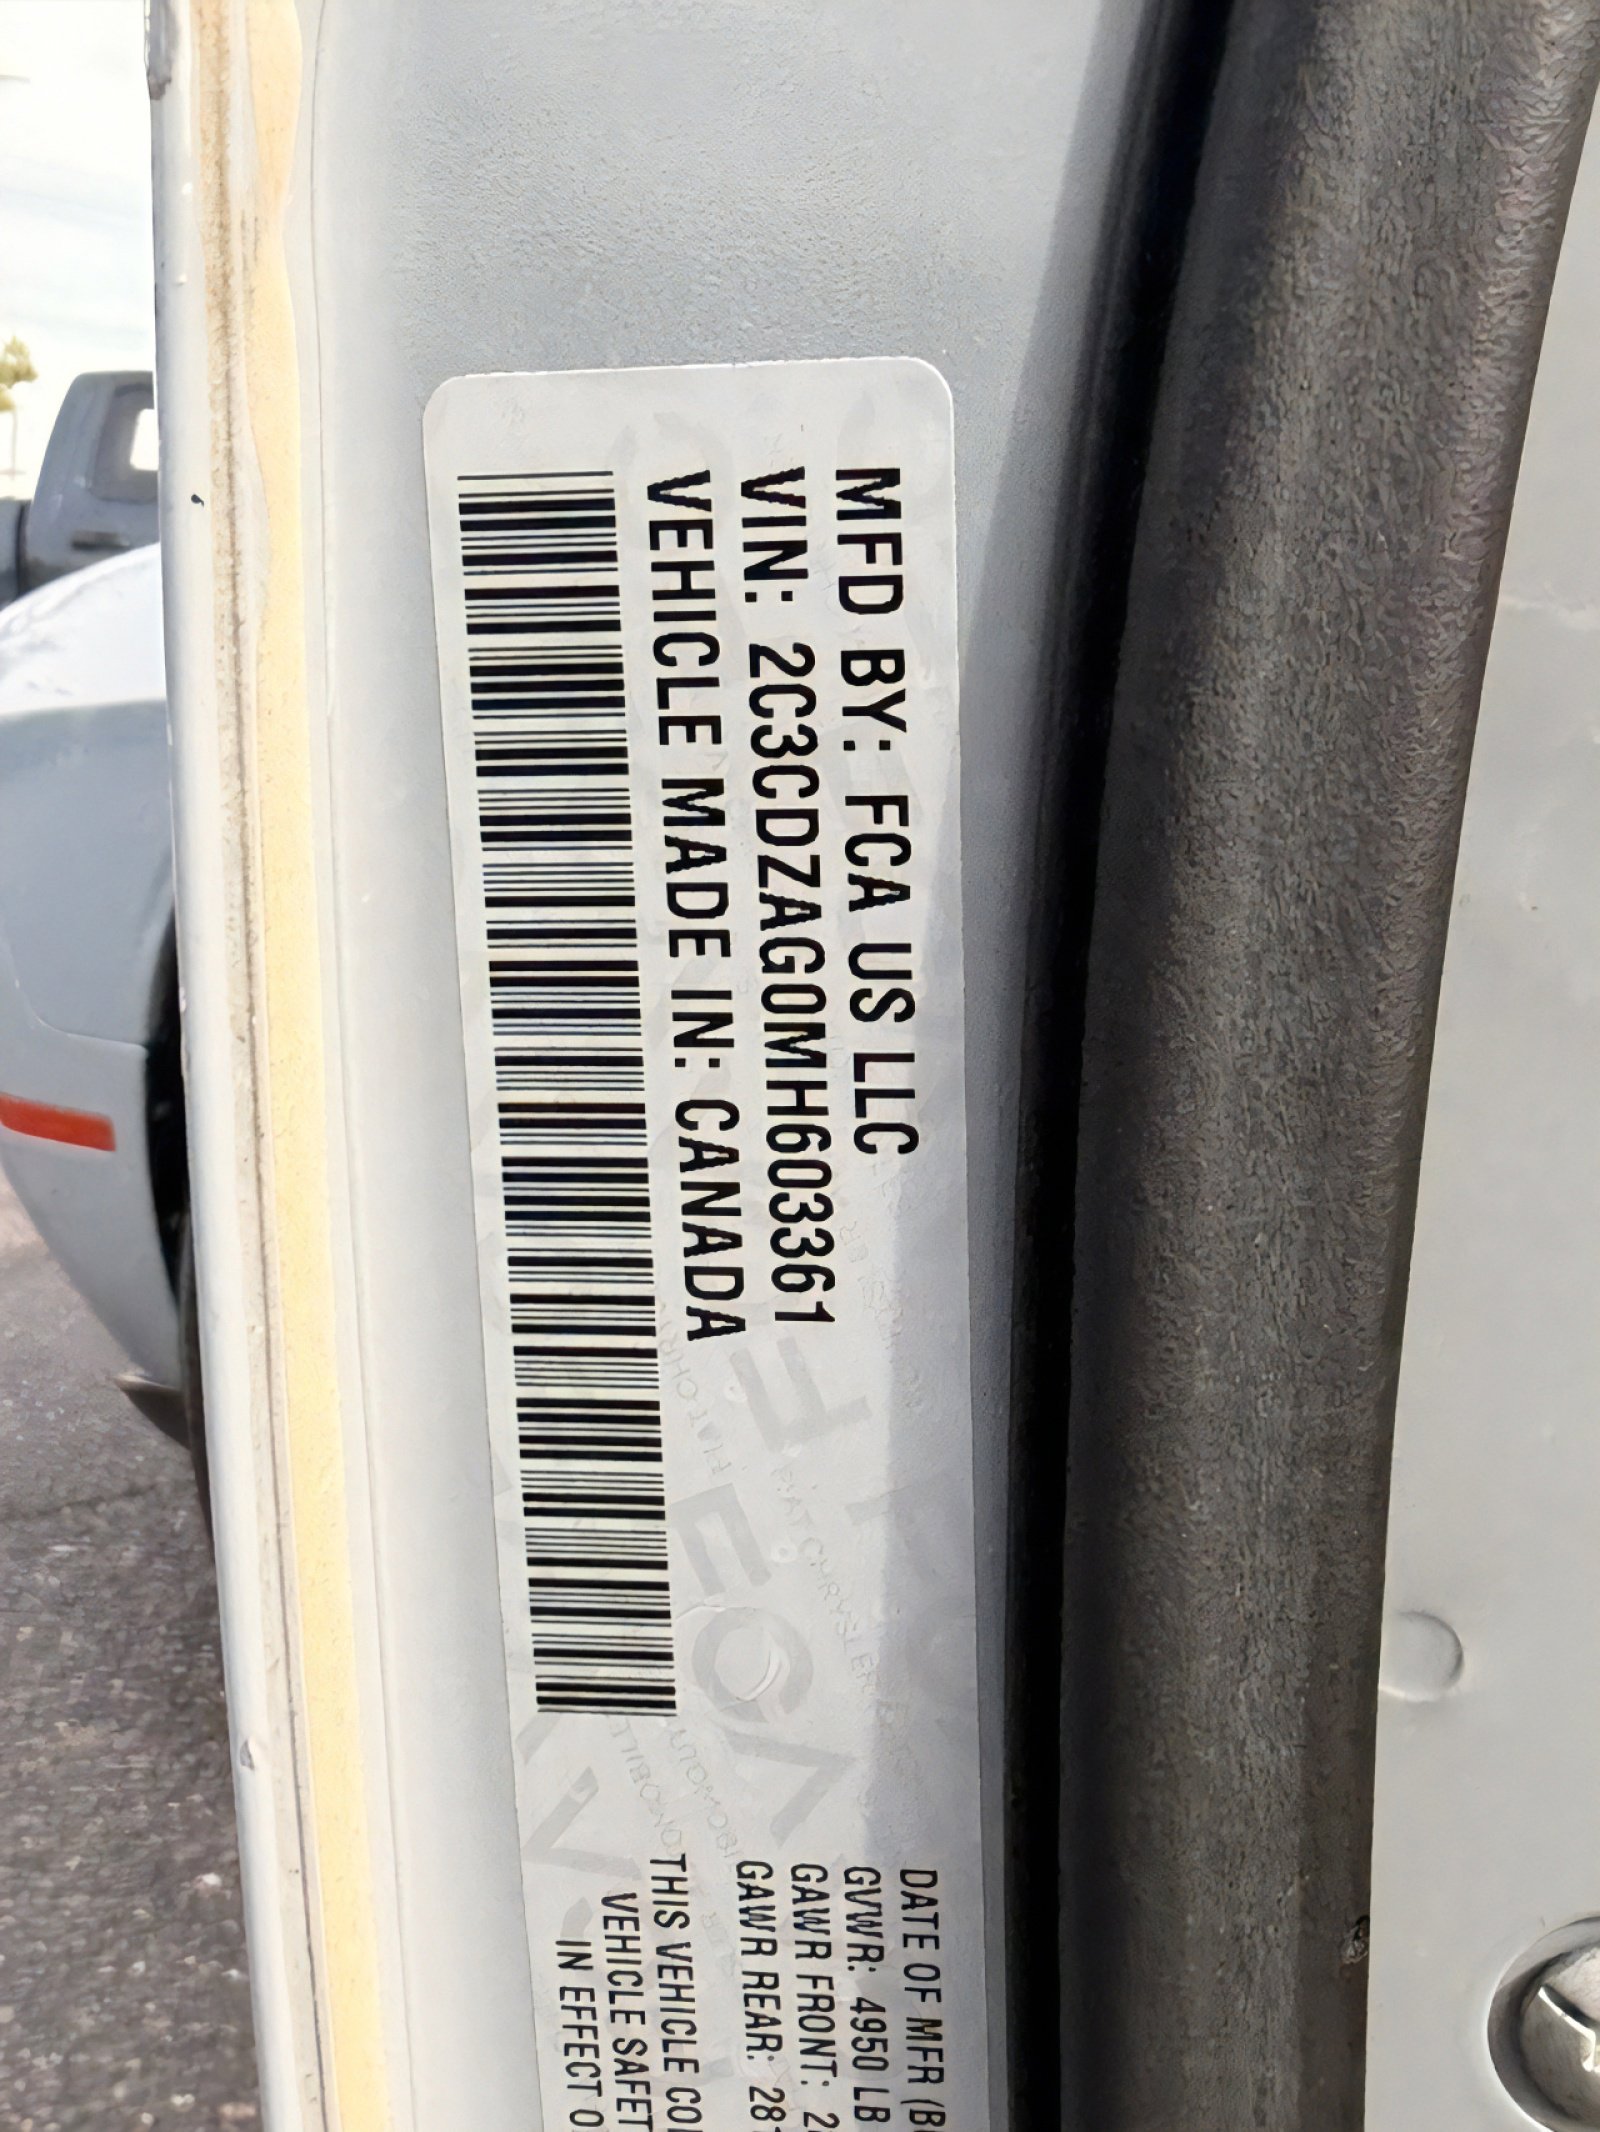 MFD BY: FCA US LLC
VIN: 2C3CDZAG0MH603361
VEHICLE MADE IN: CANADA
DATE OF MFR
GVWR: 4950 LB
GAWR FRONT:
GAWR REAR:
THIS VEHICLE
VEHICLE
IN EFFECT